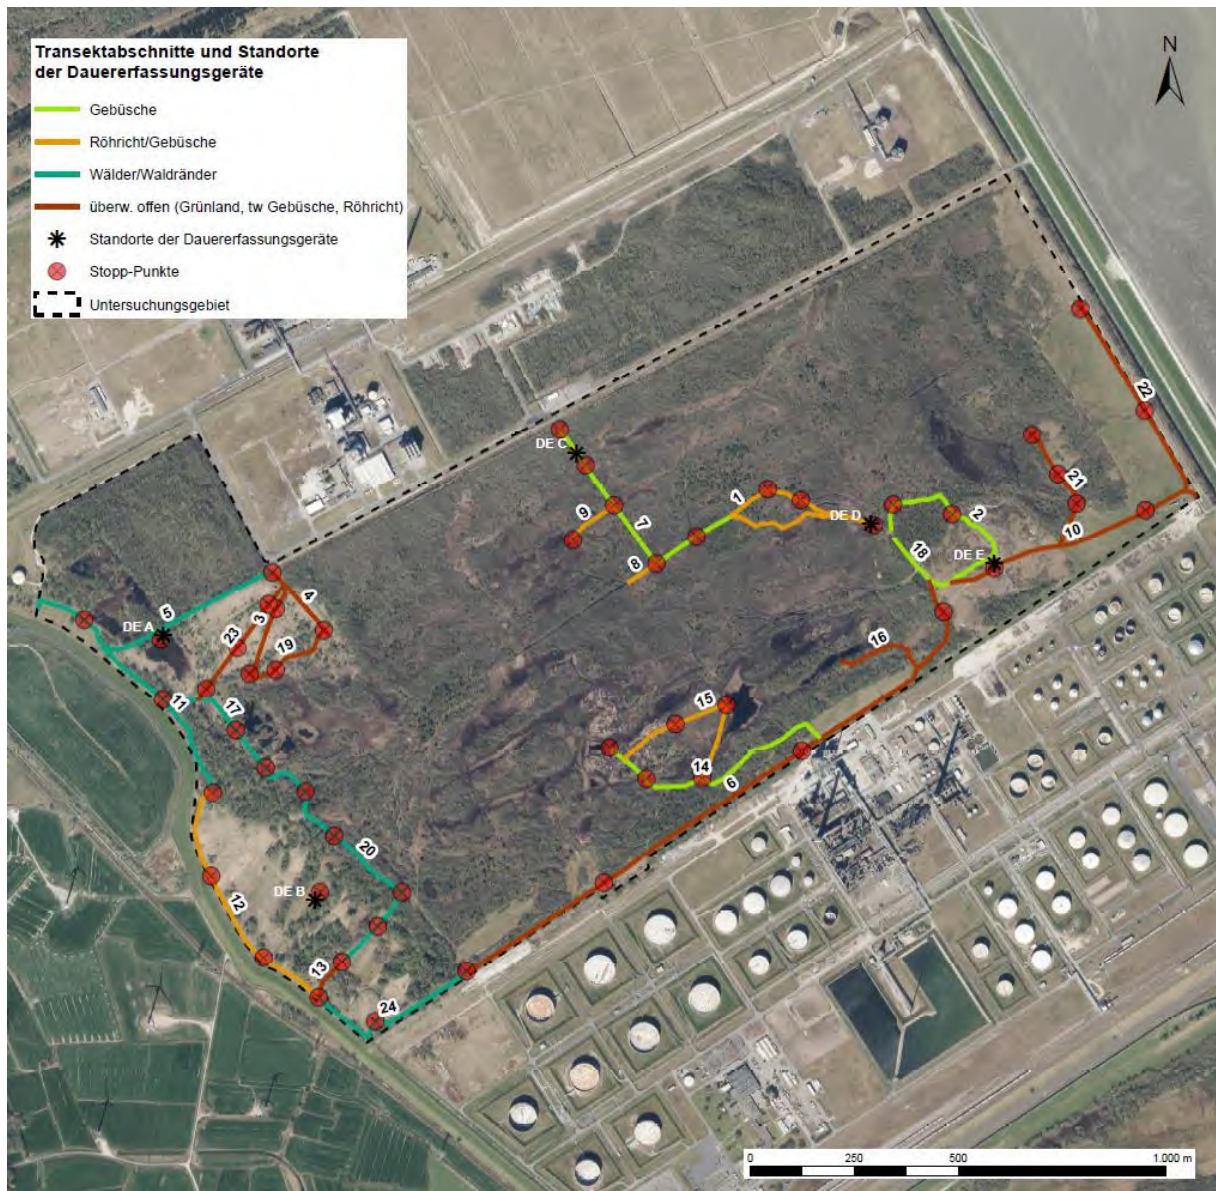 Transektabschnitte und Standorte
der Dauererfassungsgeräte
Gebüsche
Röhricht/Gebüsche
Wälder/Waldränder
überw. offen (Grünland, tw Gebüsche, Röhricht)
Standorte der Dauererfassungsgeräte
Stopp-Punkte
Untersuchungsgebiet
N
22
DE C
21
1
9
7
2
10
DE D
18
DE E
8
4
5
3
DE A
23
19
16
11
17
15
14
6
20
DE B
12
13
24
0 250 500 1.000 m